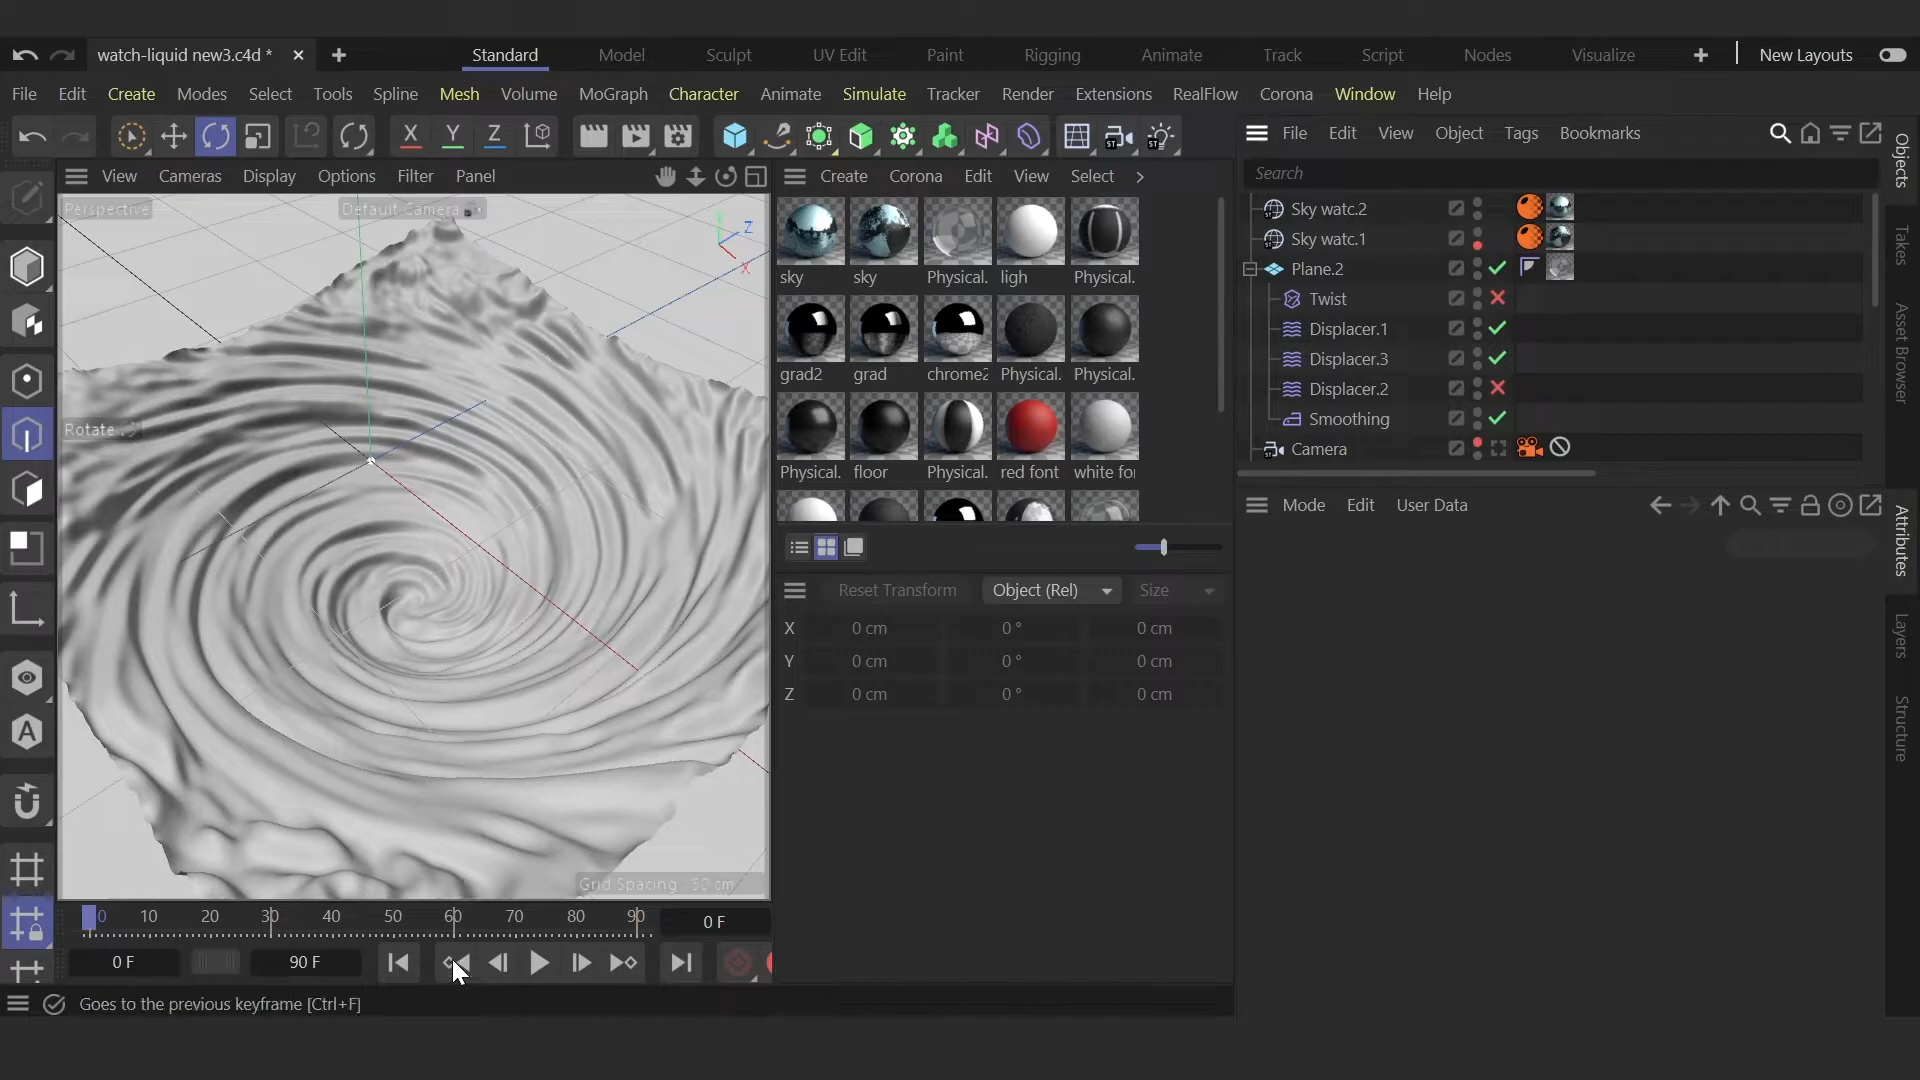 watch-liquid new3.c4d *
Standard Model Sculpt UV Edit Paint Rigging Animate Track Script Nodes Visualize New Layouts
File Edit Create Modes Select Tools Spline Mesh Volume MoGraph Character Animate Simulate Tracker Render Extensions RealFlow Corona Window Help
X Y Z
File Edit View Object Tags Bookmarks
View Cameras Display Options Filter Panel
Create Corona Edit View Select
Search
Perspective
Default Camera
Z
X
Rotate
Grid Spacing : 50 cm
sky sky Physical. ligh Physical.
grad2 grad chrome2 Physical. Physical.
Physical. floor Physical. red font white fo
Sky watc.2
Sky watc.1
Plane.2
Twist
Displacer.1
Displacer.3
Displacer.2
Smoothing
Camera
Mode Edit User Data
Objects
Takes
Asset Browser
Attributes
Layers
Structure
Reset Transform Object (Rel) Size
X 0 cm 0 ° 0 cm
Y 0 cm 0 ° 0 cm
Z 0 cm 0 ° 0 cm
0 10 20 30 40 50 60 70 80 90 0 F
0 F 90 F
Goes to the previous keyframe [Ctrl+F]